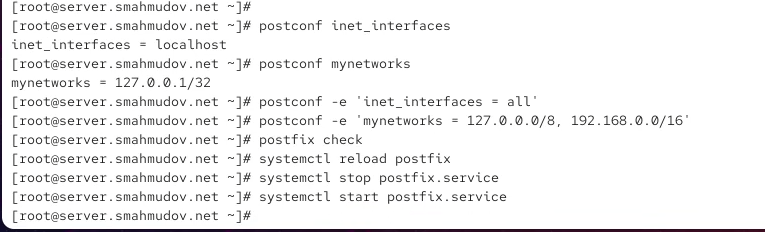 [root@server.smahmudov.net ~]#
[root@server.smahmudov.net ~]# postconf inet_interfaces
inet_interfaces = localhost
[root@server.smahmudov.net ~]# postconf mynetworks
mynetworks = 127.0.0.1/32
[root@server.smahmudov.net ~]# postconf -e 'inet_interfaces = all'
[root@server.smahmudov.net ~]# postconf -e 'mynetworks = 127.0.0.0/8, 192.168.0.0/16'
[root@server.smahmudov.net ~]# postfix check
[root@server.smahmudov.net ~]# systemctl reload postfix
[root@server.smahmudov.net ~]# systemctl stop postfix.service
[root@server.smahmudov.net ~]# systemctl start postfix.service
[root@server.smahmudov.net ~]#